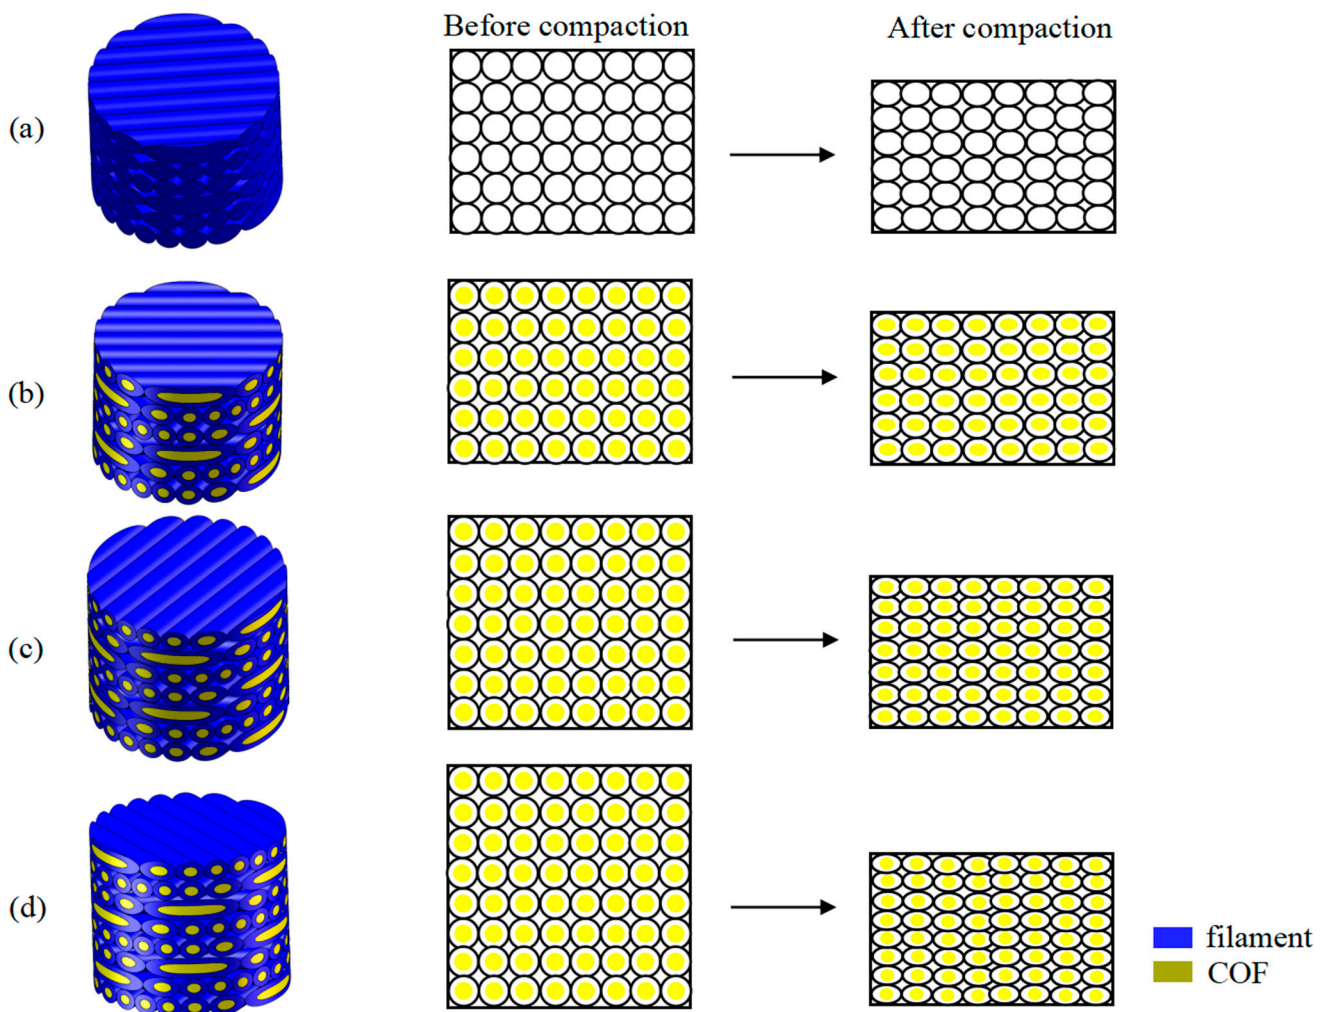 Before compaction
After compaction
(a)
(b)
(c)
(d)
filament
COF